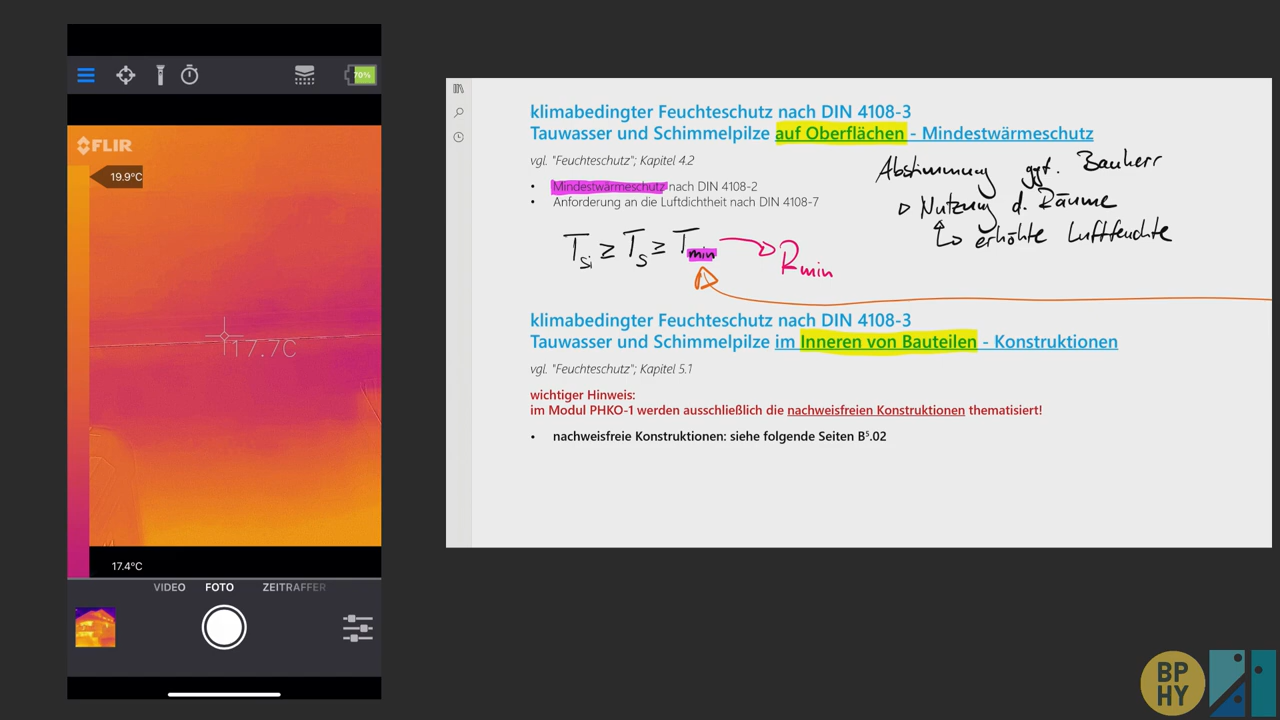 70%
FLIR
19.9°C
17.7C
17.4°C
VIDEO FOTO ZEITRAFFER
klimabedingter Feuchteschutz nach DIN 4108-3
Tauwasser und Schimmelpilze auf Oberflächen - Mindestwärmeschutz
vgl. "Feuchteschutz"; Kapitel 4.2
• Mindestwärmeschutz nach DIN 4108-2
• Anforderung an die Luftdichtheit nach DIN 4108-7
Abstimmung ggt. Bauherr
▷ Nutzung d. Räume
↳ erhöhte Luftfeuchte
Tsi ≥ Ts ≥ Tmin → Rmin
klimabedingter Feuchteschutz nach DIN 4108-3
Tauwasser und Schimmelpilze im Inneren von Bauteilen - Konstruktionen
vgl. "Feuchteschutz"; Kapitel 5.1
wichtiger Hinweis:
im Modul PHKO-1 werden ausschließlich die nachweisfreien Konstruktionen thematisiert!
• nachweisfreie Konstruktionen: siehe folgende Seiten B⁵.02
BP
HY